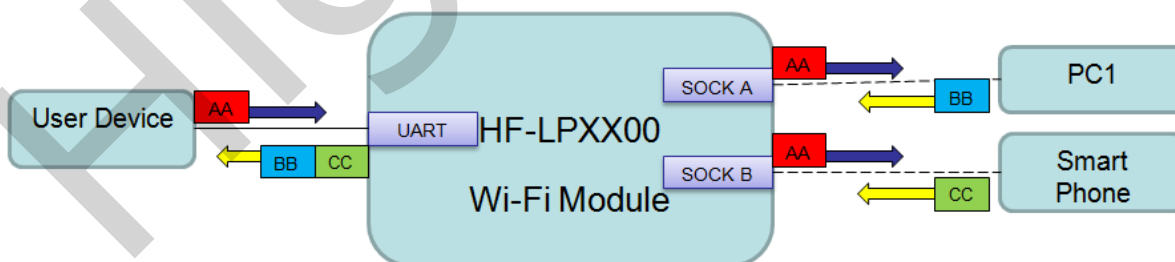 User Device
AA
BB
CC
UART
HF-LPXX00
Wi-Fi Module
SOCK A
SOCK B
AA
BB
PC1
AA
CC
Smart
Phone